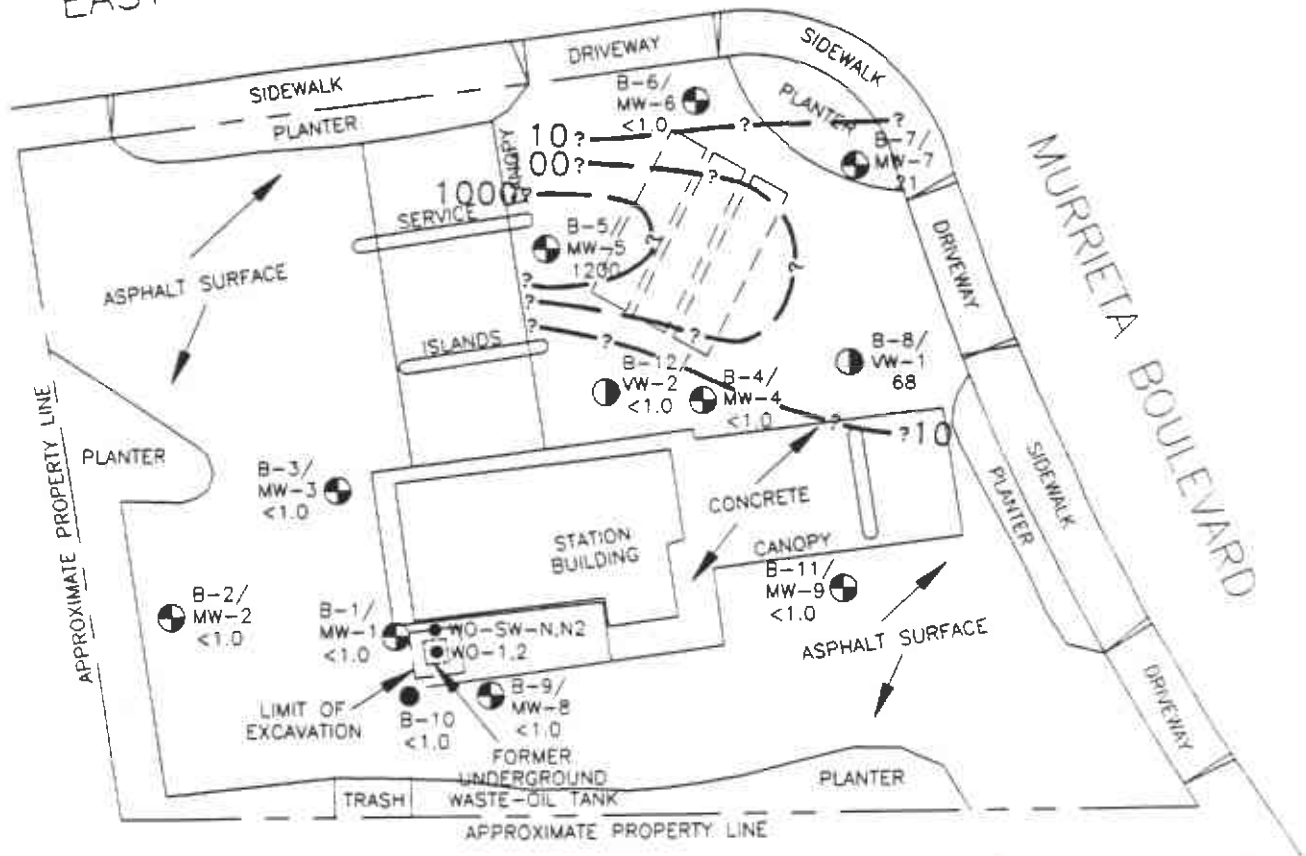 EAST
DRIVEWAY
SIDEWALK
SIDEWALK
PLANTER
PLANTER
B-6/
MW-6
<1.0
B-7/
MW-7
21
10?
?
?
00?
?
1000?
CANOPY
SERVICE
B-5/
MW-5
1200
?
?
?
?
?
?
?
ISLANDS
ASPHALT SURFACE
MURRIETA BOULEVARD
DRIVEWAY
B-12/
VW-2
<1.0
B-4/
MW-4
<1.0
B-8/
VW-1
68
?
?10
PLANTER
APPROXIMATE PROPERTY LINE
B-3/
MW-3
<1.0
CONCRETE
SIDEWALK
PLANTER
STATION
BUILDING
CANOPY
B-11/
MW-9
<1.0
B-2/
MW-2
<1.0
B-1/
MW-1
<1.0
WO-SW-N,N2
WO-1,2
ASPHALT SURFACE
LIMIT OF
EXCAVATION
B-10
<1.0
B-9/
MW-8
<1.0
DRIVEWAY
FORMER
UNDERGROUND
WASTE-OIL TANK
TRASH
PLANTER
APPROXIMATE PROPERTY LINE